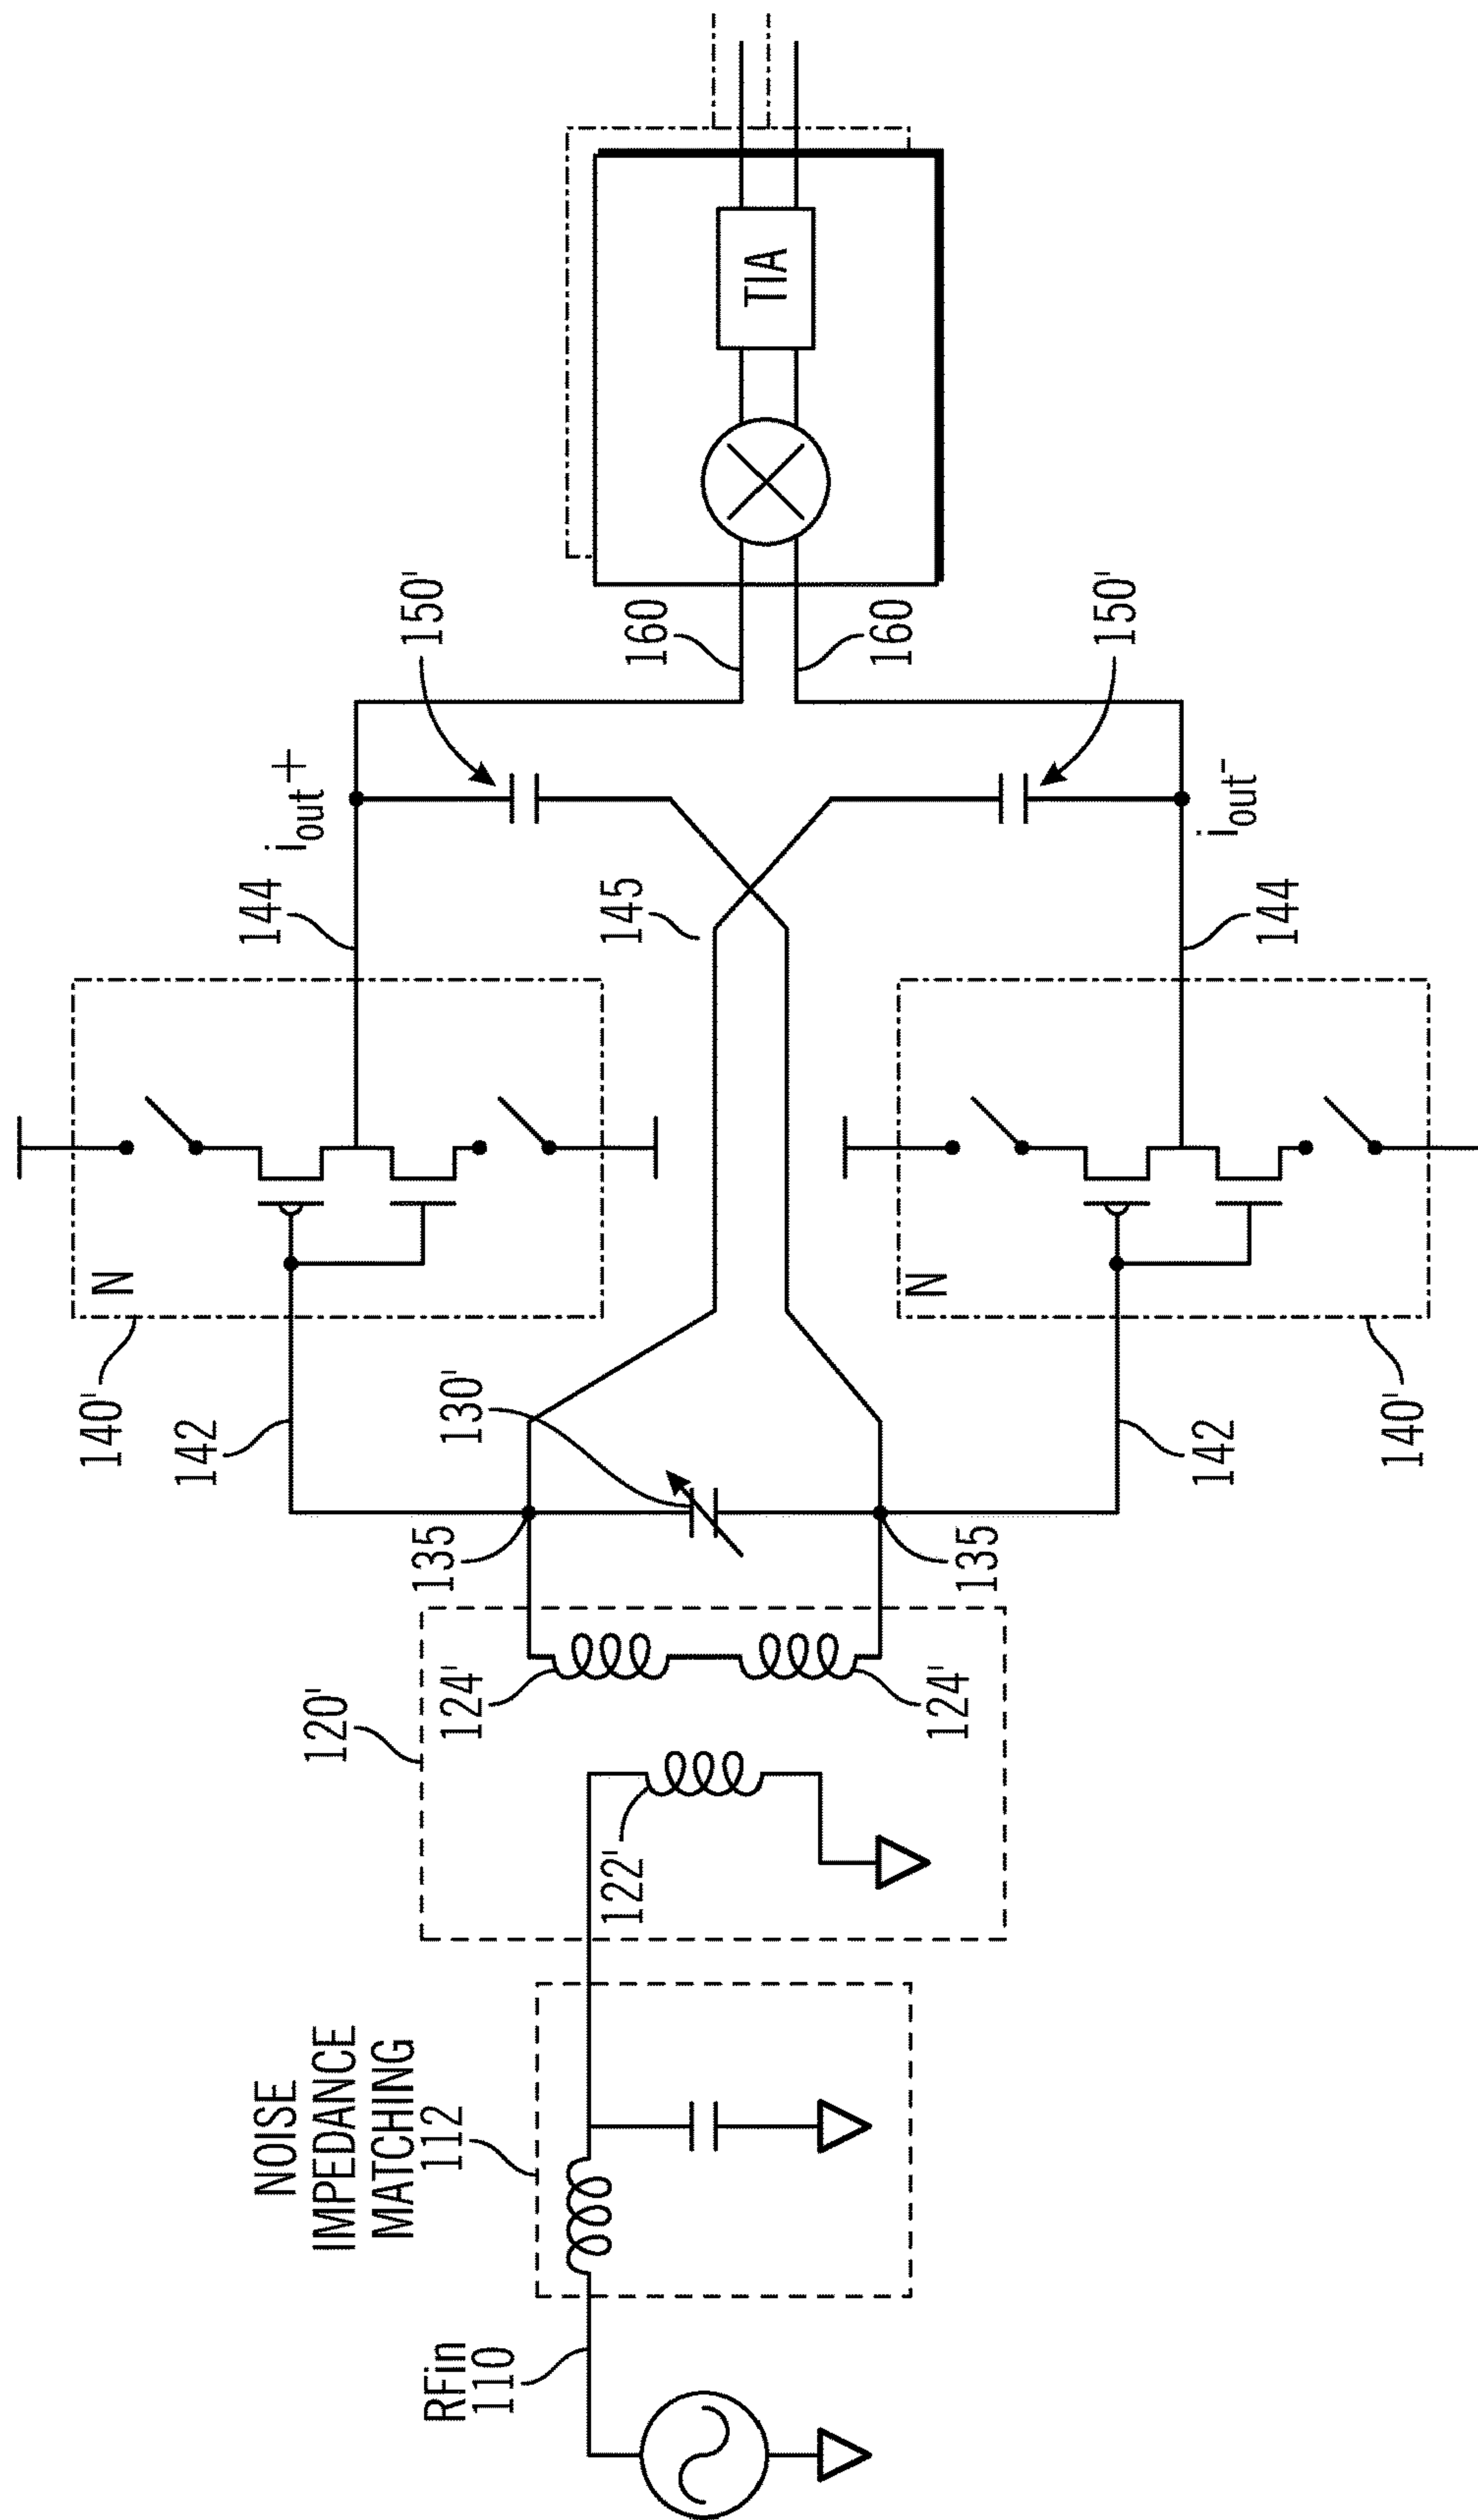 RFin
110
NOISE
IMPEDANCE
MATCHING
112
120'
122'
124'
124'
135
135
130'
140'
142
N
140'
142
N
144
iout+
145
144
iout-
150'
160
160
150'
TIA